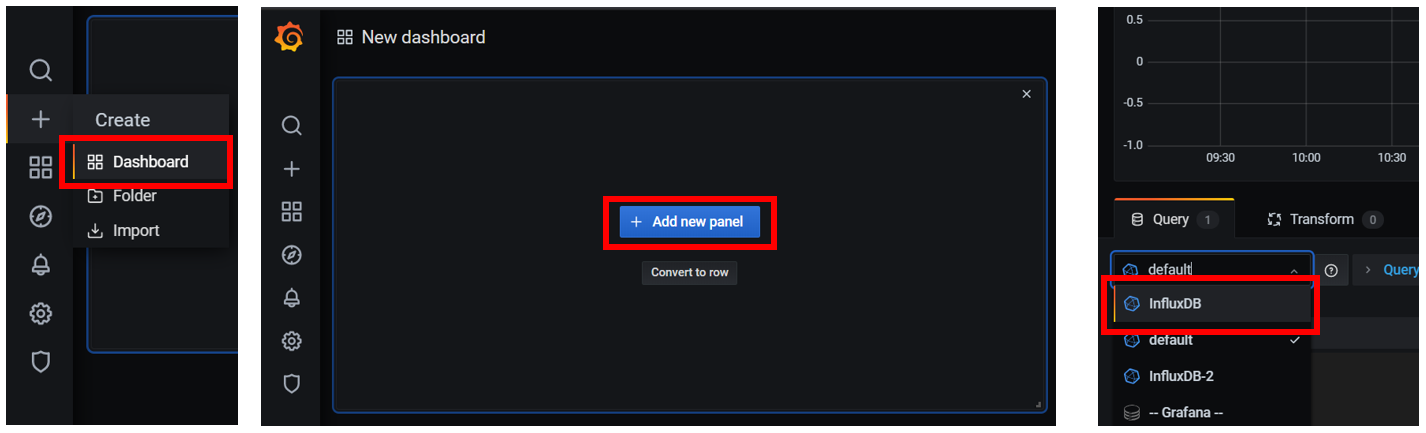 Create
Dashboard
Folder
Import
New dashboard
+ Add new panel
Convert to row
0.5
0
-0.5
-1.0
09:30 10:00 10:30
Query 1 Transform 0
default Query
InfluxDB
default
InfluxDB-2
-- Grafana --